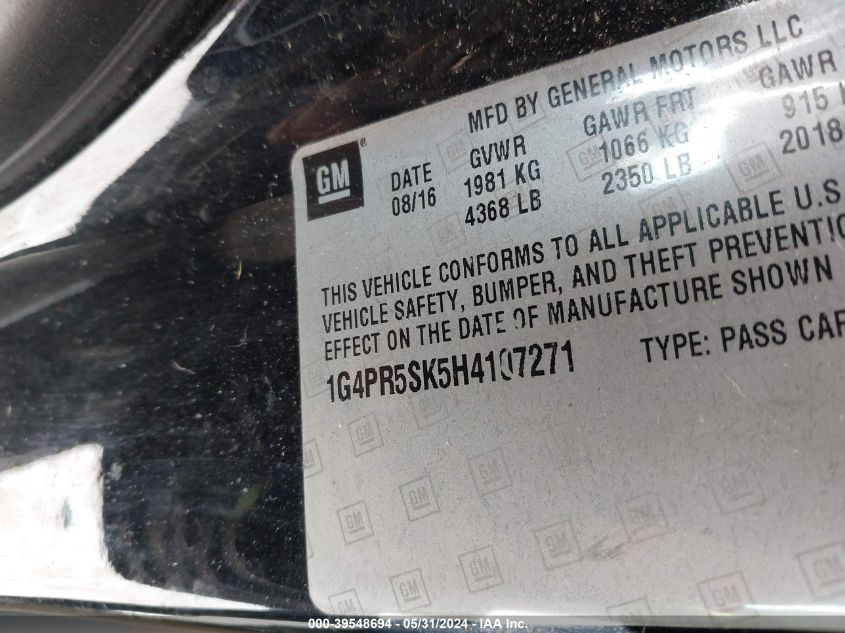 MFD BY GENERAL MOTORS LLC
GM ®
DATE GVWR GAWR FRT GAWR
08/16 1981 KG 1066 KG 915
4368 LB 2350 LB 2018
THIS VEHICLE CONFORMS TO ALL APPLICABLE U.S
VEHICLE SAFETY, BUMPER, AND THEFT PREVENTIO
EFFECT ON THE DATE OF MANUFACTURE SHOWN
1G4PR5SK5H4107271 TYPE: PASS CAR
000-39548694 - 05/31/2024 - IAA Inc.